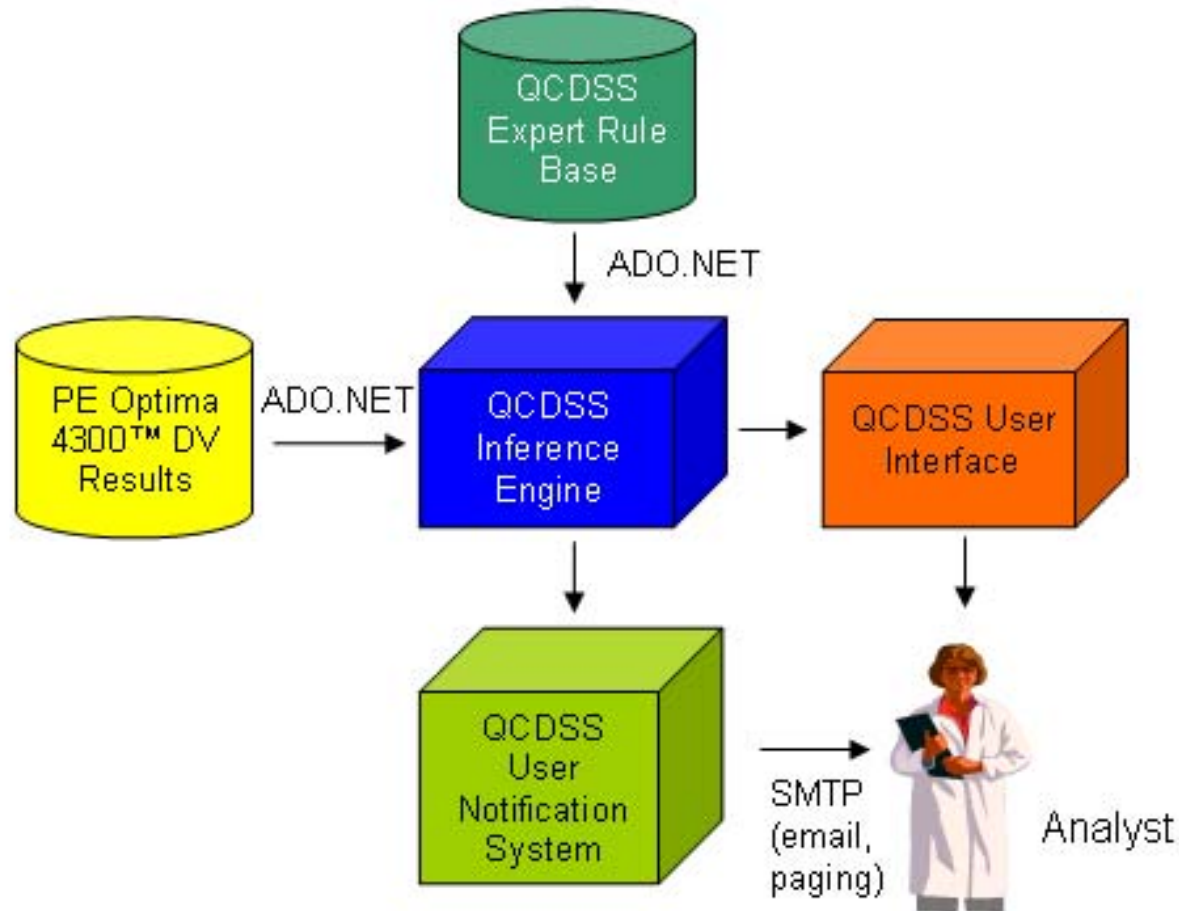 QCDSS
Expert Rule
Base
ADO.NET
PE Optima
4300™ DV
Results
ADO.NET
QCDSS
Inference
Engine
QCDSS User
Interface
QCDSS
User
Notification
System
SMTP
(email,
paging)
Analyst